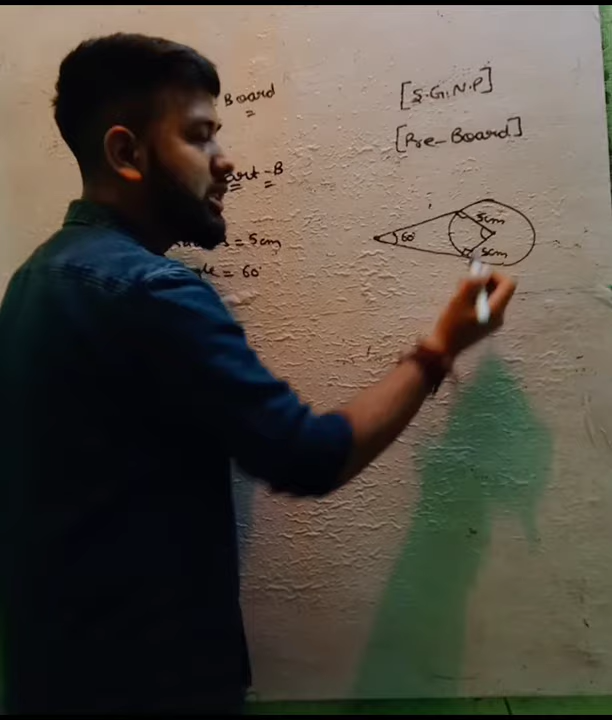 Board
[S.G.N.P]
[Pre-Board]
art-B
= 5cm
= 60°
60°
5cm
5cm